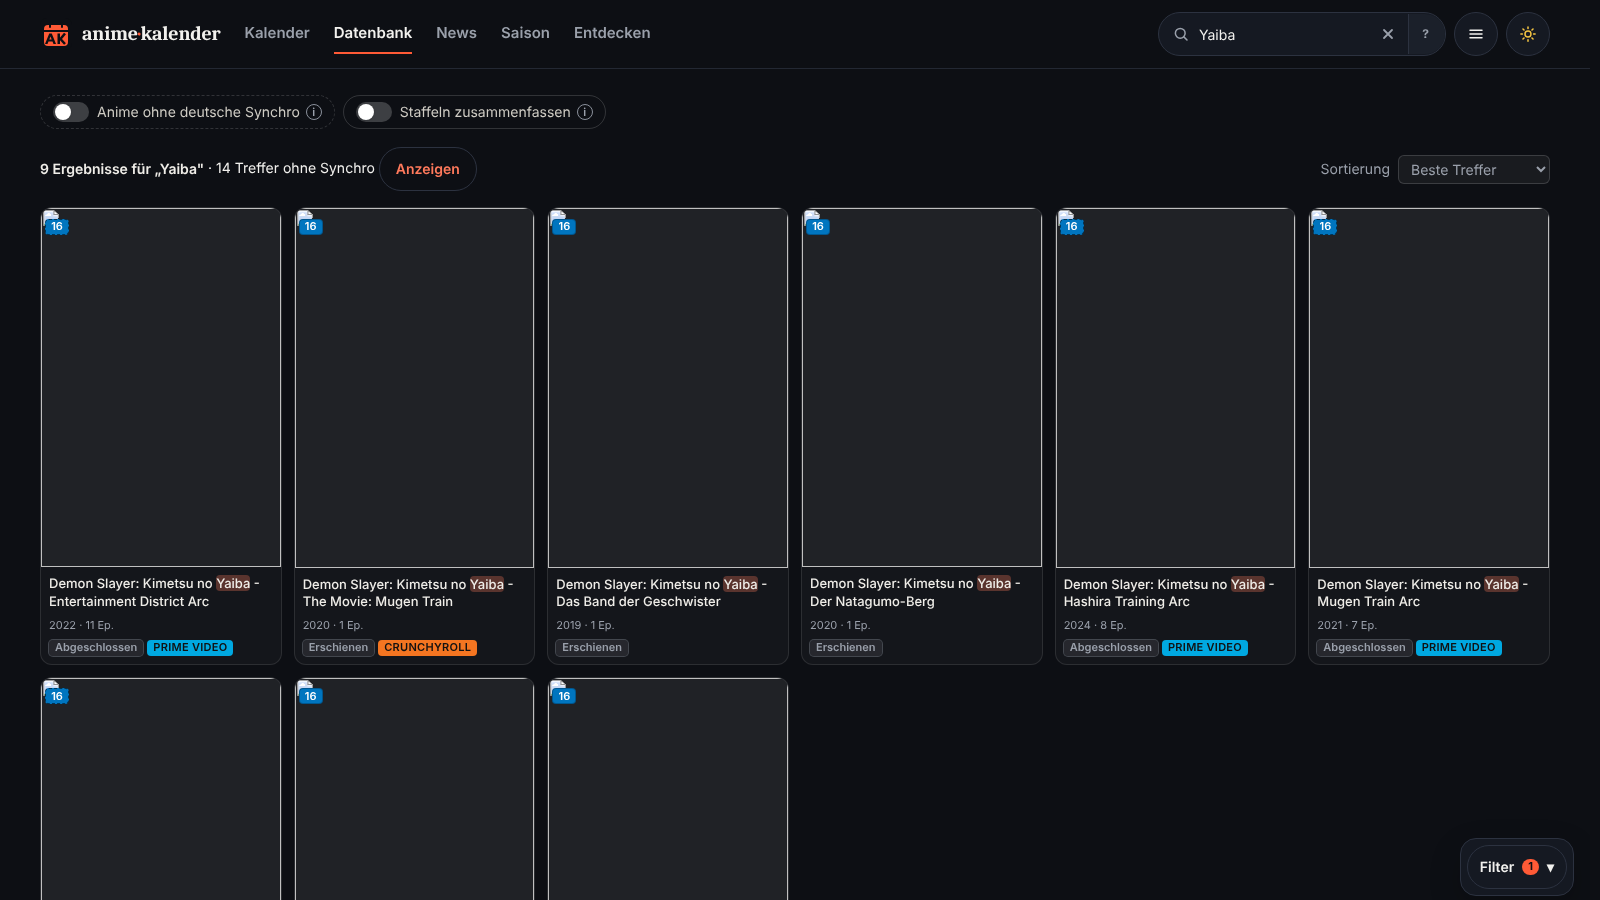 AK anime·kalender Kalender Datenbank News Saison Entdecken Yaiba ?
Anime ohne deutsche Synchro i Staffeln zusammenfassen i
9 Ergebnisse für „Yaiba" · 14 Treffer ohne Synchro Anzeigen Sortierung Beste Treffer
16 16 16 16 16 16
Demon Slayer: Kimetsu no Yaiba -
Entertainment District Arc
2022 · 11 Ep.
Abgeschlossen PRIME VIDEO
Demon Slayer: Kimetsu no Yaiba -
The Movie: Mugen Train
2020 · 1 Ep.
Erschienen CRUNCHYROLL
Demon Slayer: Kimetsu no Yaiba -
Das Band der Geschwister
2019 · 1 Ep.
Erschienen
Demon Slayer: Kimetsu no Yaiba -
Der Natagumo-Berg
2020 · 1 Ep.
Erschienen
Demon Slayer: Kimetsu no Yaiba -
Hashira Training Arc
2024 · 8 Ep.
Abgeschlossen PRIME VIDEO
Demon Slayer: Kimetsu no Yaiba -
Mugen Train Arc
2021 · 7 Ep.
Abgeschlossen PRIME VIDEO
16 16 16
Filter 1